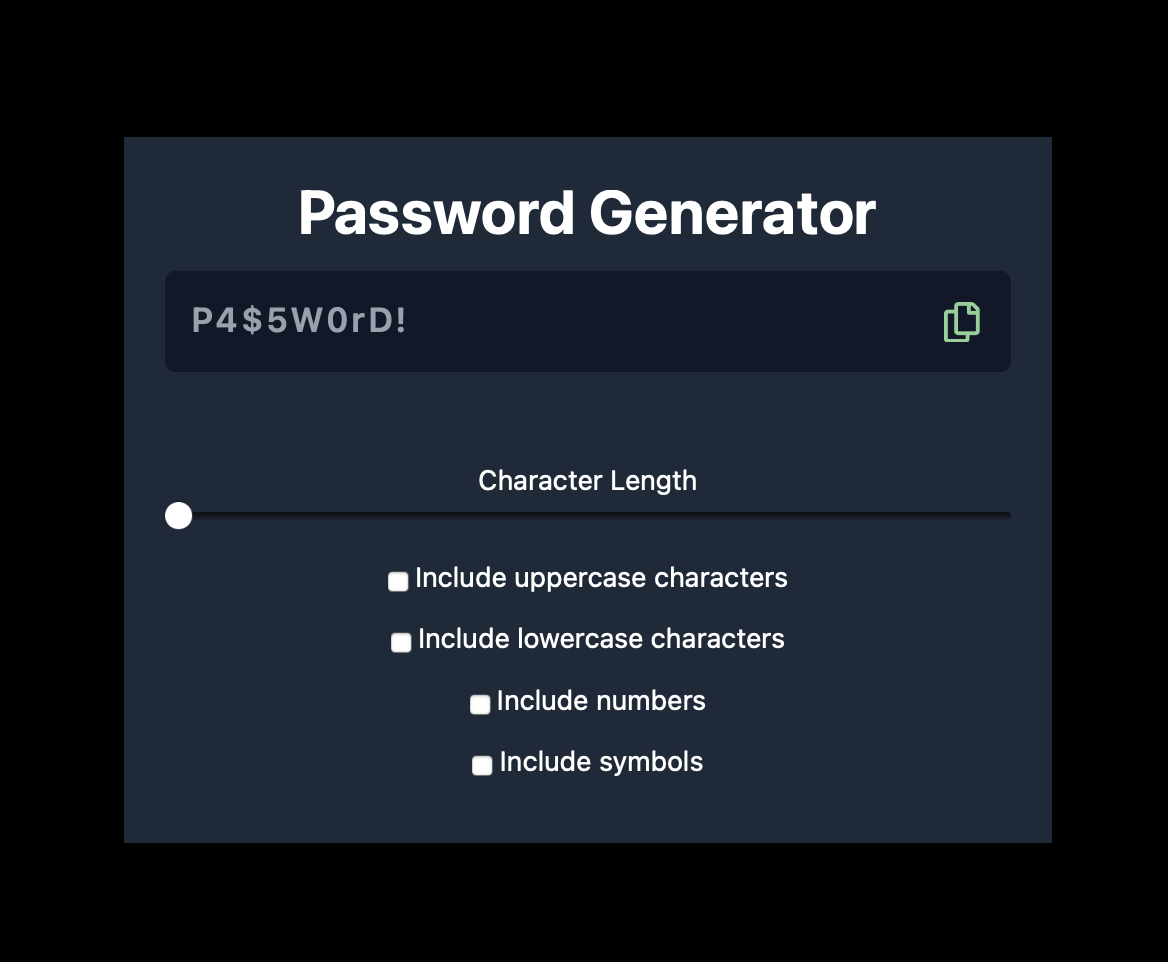 Password Generator
P4$5W0rD!
Character Length
Include uppercase characters
Include lowercase characters
Include numbers
Include symbols